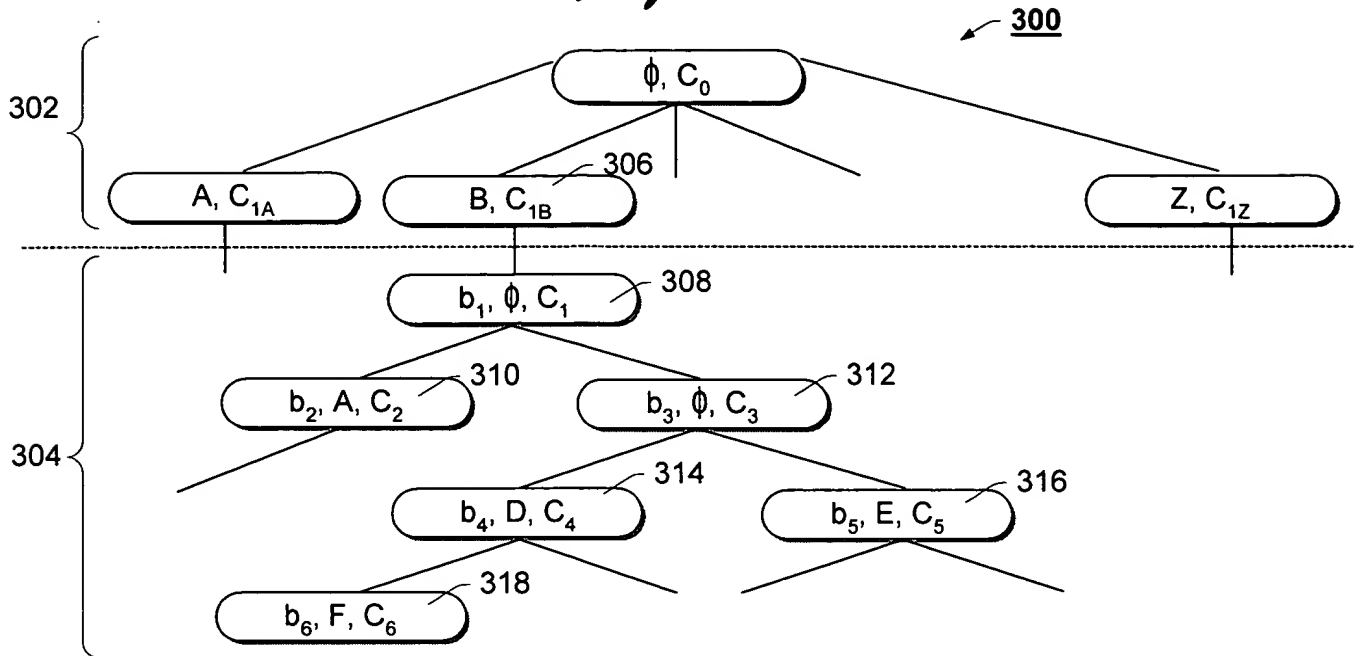 300
ϕ, C₀
302
306
A, C₁A
B, C₁B
Z, C₁Z
308
b₁, ϕ, C₁
310
312
b₂, A, C₂
b₃, ϕ, C₃
304
314
316
b₄, D, C₄
b₅, E, C₅
318
b₆, F, C₆